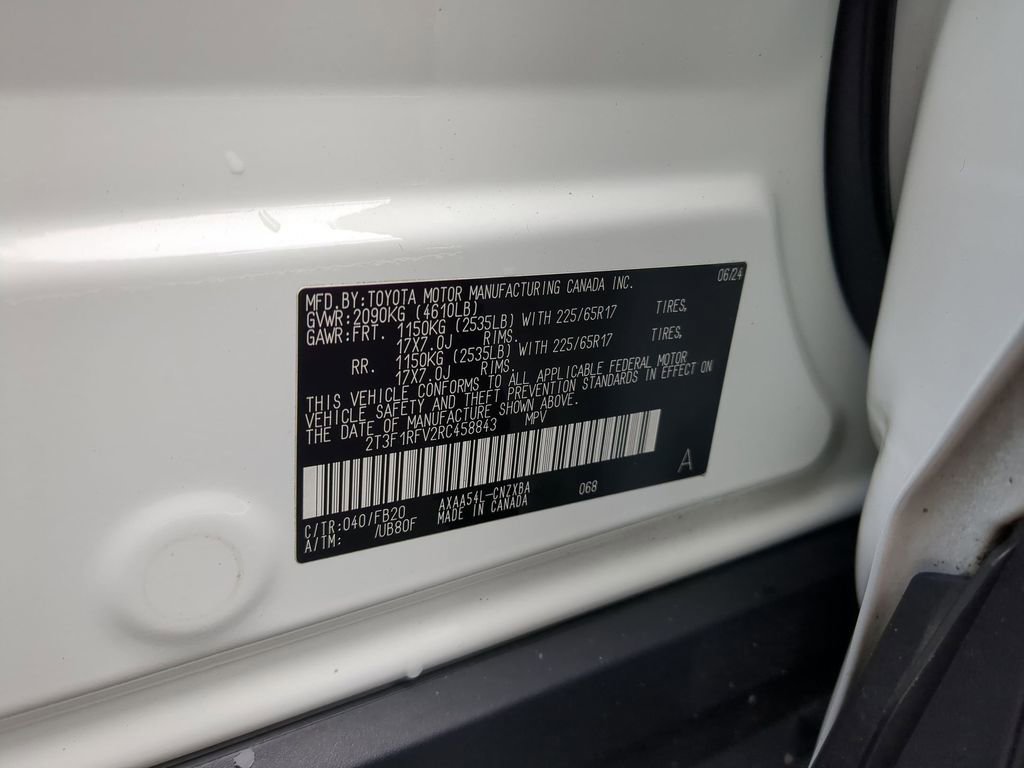 06/24
MFD.BY:TOYOTA MOTOR MANUFACTURING CANADA INC.
GVWR:2090KG (4610LB)
GAWR:FRT. 1150KG (2535LB) WITH 225/65R17 TIRES,
17X7.0J RIMS.
RR. 1150KG (2535LB) WITH 225/65R17 TIRES,
17X7.0J RIMS.
THIS VEHICLE CONFORMS TO ALL APPLICABLE FEDERAL MOTOR
VEHICLE SAFETY AND THEFT PREVENTION STANDARDS IN EFFECT ON
THE DATE OF MANUFACTURE SHOWN ABOVE.
2T3F1RFV2RC458843 MPV
A
C/TR:040/FB20 AXAA54L-CNZXBA 068
A/TM: /UB80F MADE IN CANADA